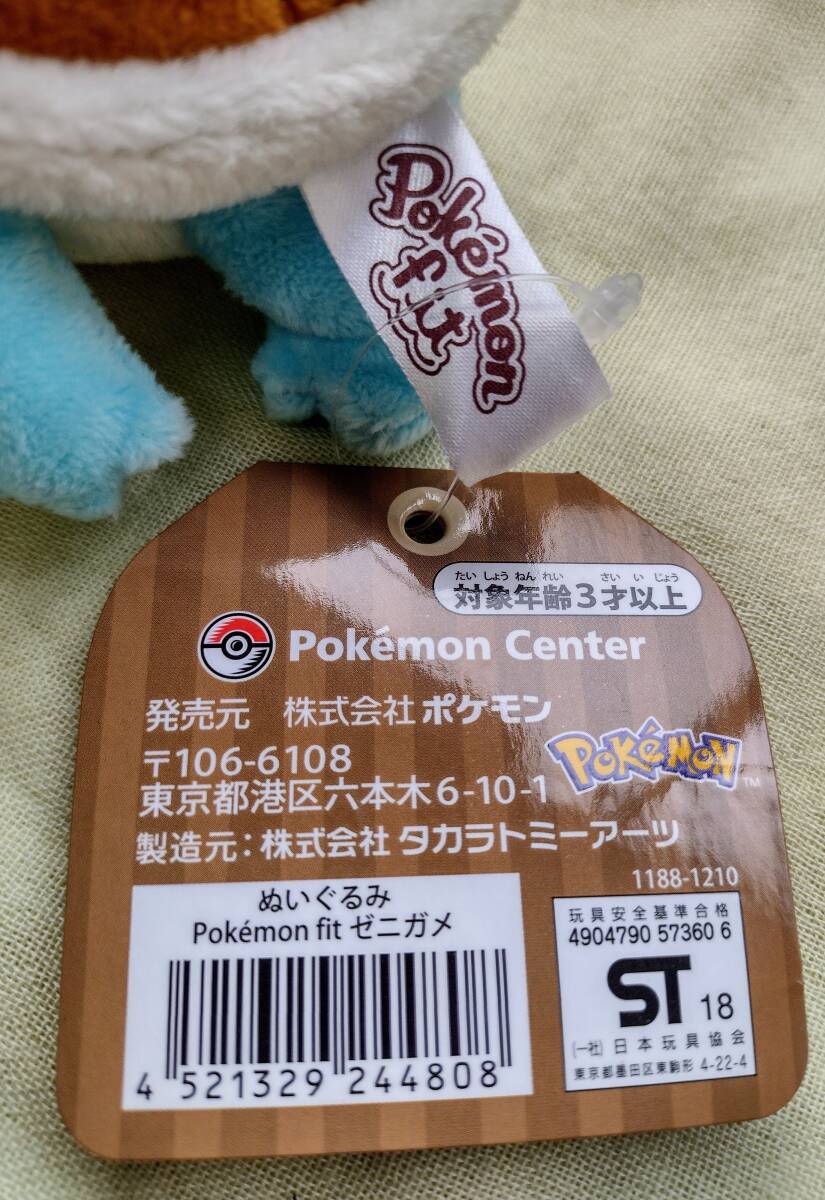 Pokémon
fit
たいしょうねんれい さいいじょう
対象年齢3才以上
Pokémon Center
発売元 株式会社ポケモン
〒106-6108
東京都港区六本木6-10-1
POKéMON™
製造元:株式会社 タカラトミーアーツ
1188-1210
ぬいぐるみ
Pokémon fit ゼニガメ
4 521329 244808
玩具安全基準合格
4904790 57360 6
ST 18
(一社)日本玩具協会
東京都墨田区東駒形 4-22-4